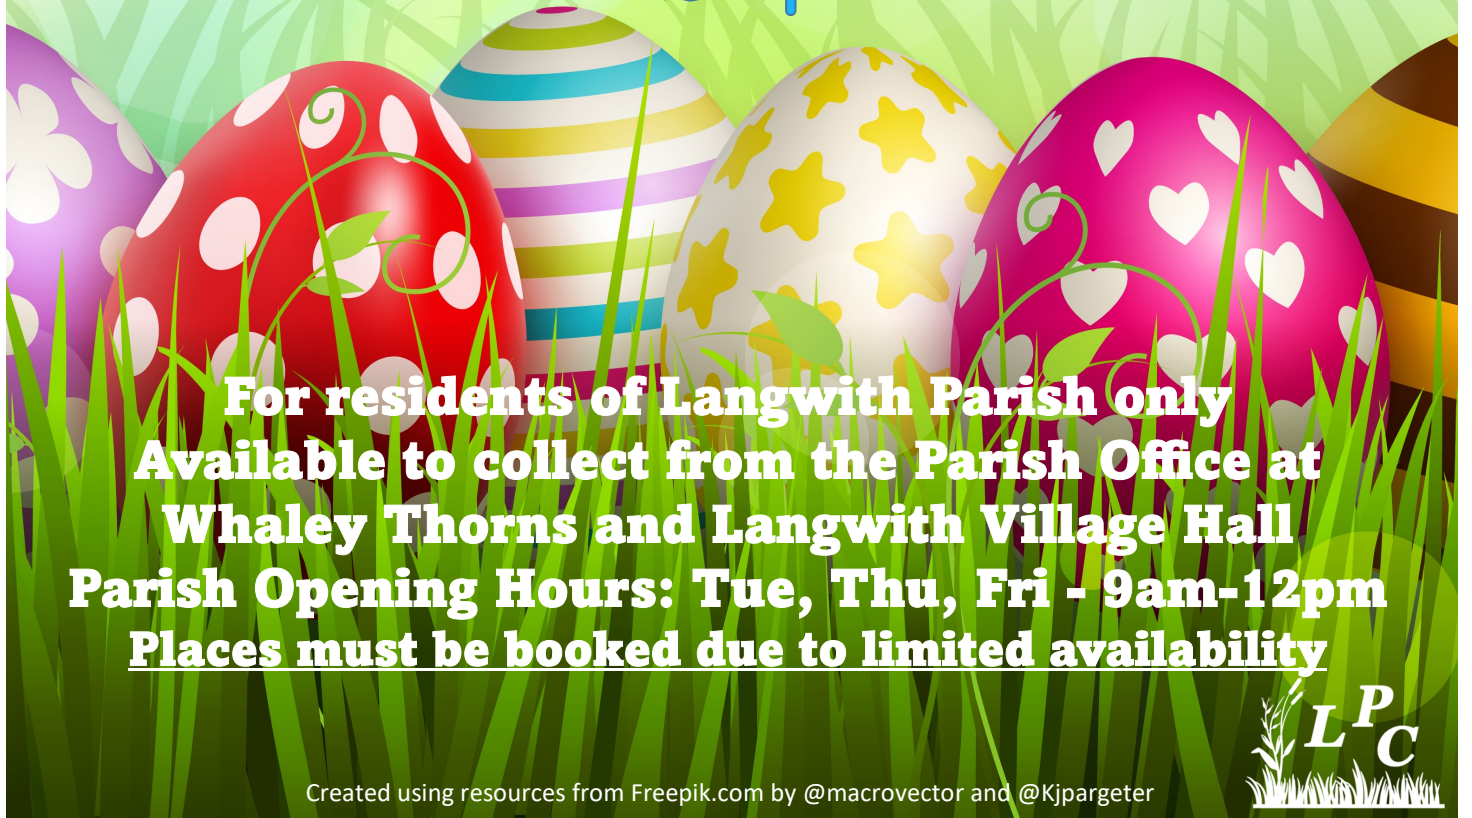 For residents of Langwith Parish only
Available to collect from the Parish Office at
Whaley Thorns and Langwith Village Hall
Parish Opening Hours: Tue, Thu, Fri - 9am-12pm
Places must be booked due to limited availability
L P C
Created using resources from Freepik.com by @macrovector and @Kjpargeter